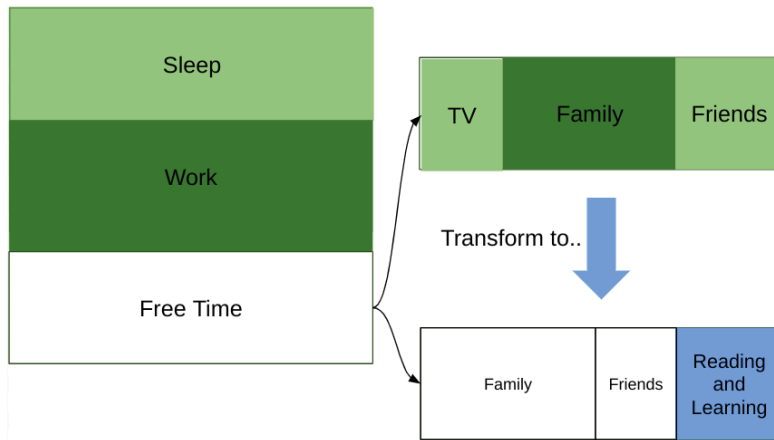 Sleep
Work
Free Time
TV
Family
Friends
Transform to..
Family
Friends
Reading
and
Learning